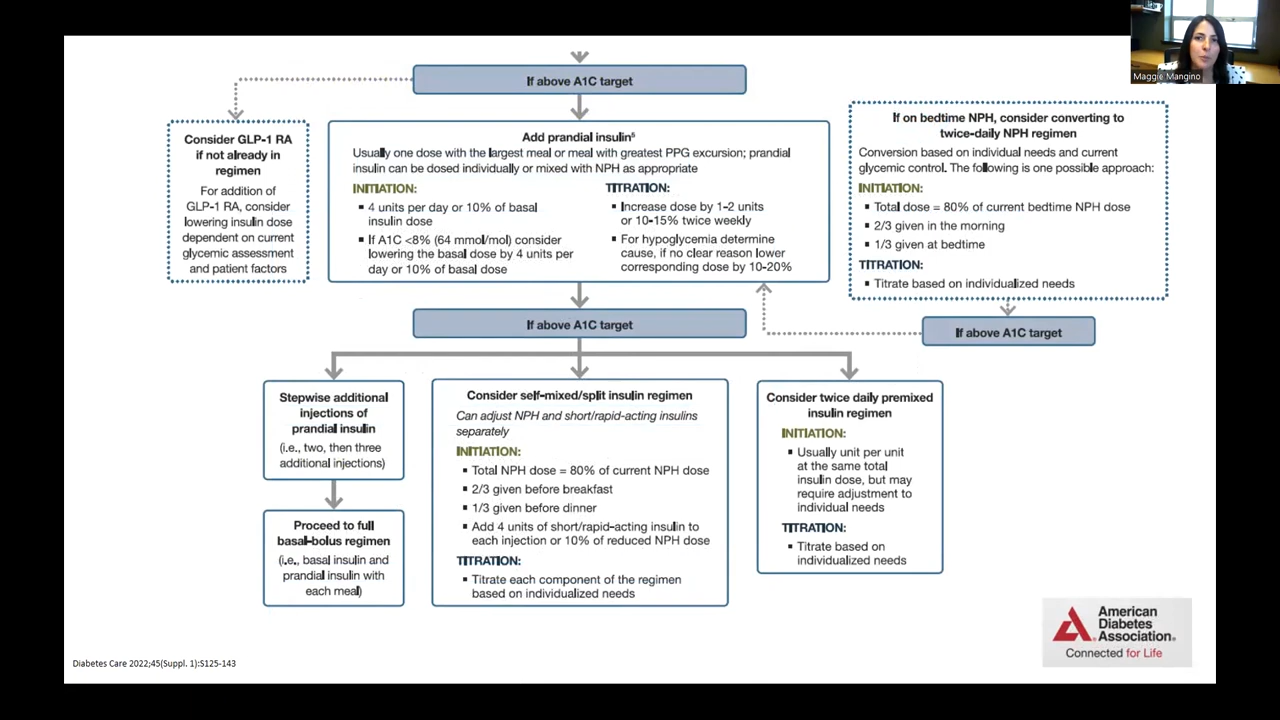 Maggie Mangino
If above A1C target
Consider GLP-1 RA
if not already in
regimen
For addition of
GLP-1 RA, consider
lowering insulin dose
dependent on current
glycemic assessment
and patient factors
Add prandial insulin⁵
Usually one dose with the largest meal or meal with greatest PPG excursion; prandial
insulin can be dosed individually or mixed with NPH as appropriate
INITIATION:
▪ 4 units per day or 10% of basal
insulin dose
▪ If A1C <8% (64 mmol/mol) consider
lowering the basal dose by 4 units per
day or 10% of basal dose
TITRATION:
▪ Increase dose by 1-2 units
or 10-15% twice weekly
▪ For hypoglycemia determine
cause, if no clear reason lower
corresponding dose by 10-20%
If on bedtime NPH, consider converting to
twice-daily NPH regimen
Conversion based on individual needs and current
glycemic control. The following is one possible approach:
INITIATION:
▪ Total dose = 80% of current bedtime NPH dose
▪ 2/3 given in the morning
▪ 1/3 given at bedtime
TITRATION:
▪ Titrate based on individualized needs
If above A1C target
If above A1C target
Stepwise additional
injections of
prandial insulin
(i.e., two, then three
additional injections)
Proceed to full
basal-bolus regimen
(i.e., basal insulin and
prandial insulin with
each meal)
Consider self-mixed/split insulin regimen
Can adjust NPH and short/rapid-acting insulins
separately
INITIATION:
▪ Total NPH dose = 80% of current NPH dose
▪ 2/3 given before breakfast
▪ 1/3 given before dinner
▪ Add 4 units of short/rapid-acting insulin to
each injection or 10% of reduced NPH dose
TITRATION:
▪ Titrate each component of the regimen
based on individualized needs
Consider twice daily premixed
insulin regimen
INITIATION:
▪ Usually unit per unit
at the same total
insulin dose, but may
require adjustment to
individual needs
TITRATION:
▪ Titrate based on
individualized needs
American
Diabetes
Association.
Connected for Life
Diabetes Care 2022;45(Suppl. 1):S125-143